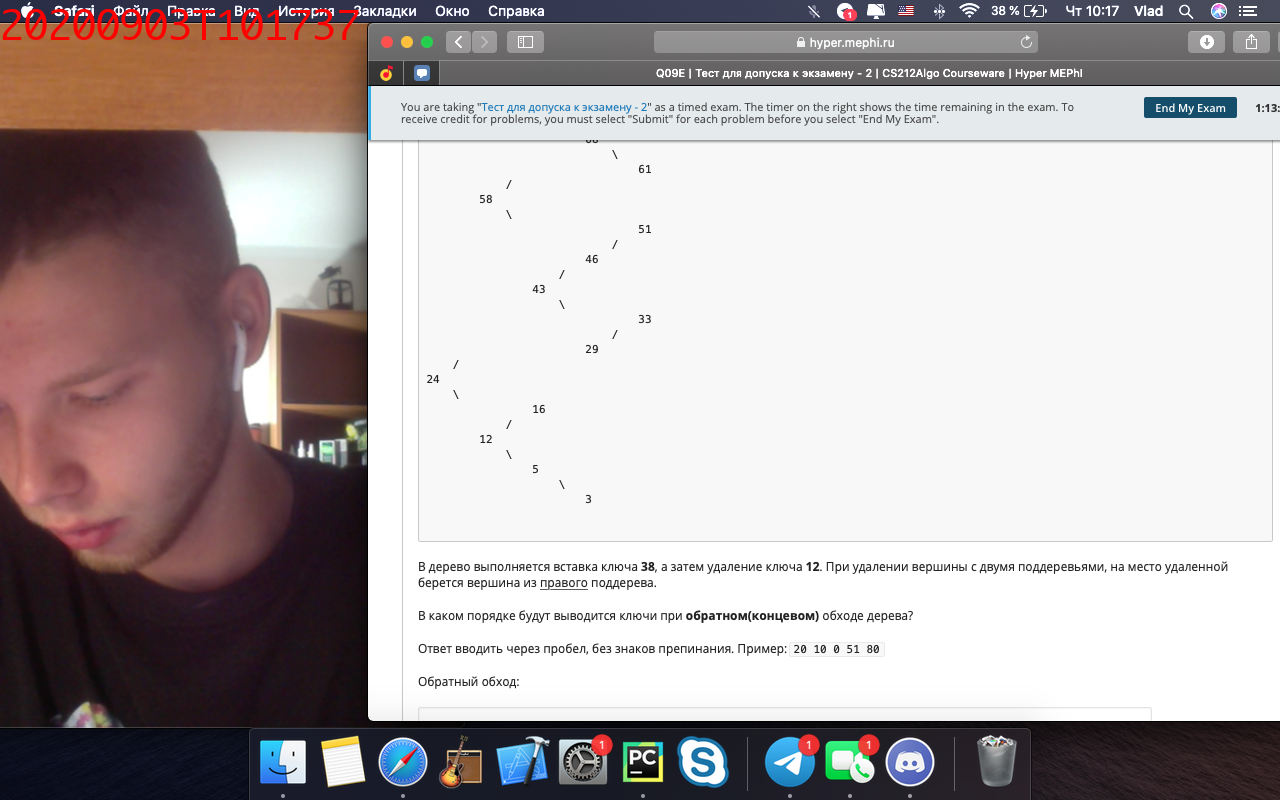 20200903T101737
Safari Файл Правка Вид История Закладки Окно Справка 1 38 % Чт 10:17 Vlad
hyper.mephi.ru
Q09E | Тест для допуска к экзамену - 2 | CS212Algo Courseware | Hyper MEPhI
You are taking "Тест для допуска к экзамену - 2" as a timed exam. The timer on the right shows the time remaining in the exam. To
receive credit for problems, you must select "Submit" for each problem before you select "End My Exam".
End My Exam
1:13:
\
61
/
58
\
51
/
46
/
43
\
33
/
29
/
24
\
16
/
12
\
5
\
3
В дерево выполняется вставка ключа 38, а затем удаление ключа 12. При удалении вершины с двумя поддеревьями, на место удаленной
берется вершина из правого поддерева.
В каком порядке будут выводится ключи при обратном(концевом) обходе дерева?
Ответ вводить через пробел, без знаков препинания. Пример: 20 10 0 51 80
Обратный обход:
1 PC 1 1